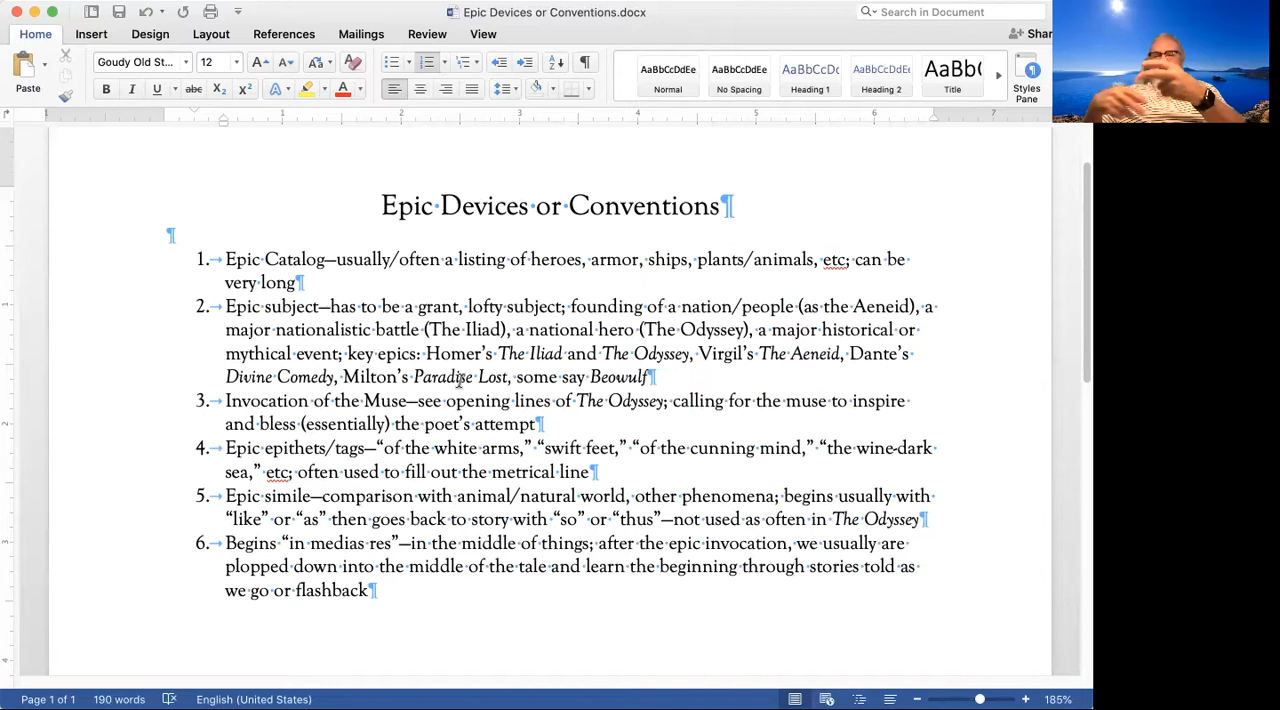 Epic Devices or Conventions.docx
Search in Document
Home Insert Design Layout References Mailings Review View
Shar
Paste
Goudy Old St... 12
AaBbCcDdEe AaBbCcDdEe AaBbCcDc AaBbCcDdEe AaBb(
Normal No Spacing Heading 1 Heading 2 Title
Styles
Pane
1 1 2 3 4 5 6 7
Epic Devices or Conventions¶
¶
1. Epic Catalog—usually/often a listing of heroes, armor, ships, plants/animals, etc; can be
very long¶
2. Epic subject—has to be a grant, lofty subject; founding of a nation/people (as the Aeneid), a
major nationalistic battle (The Iliad), a national hero (The Odyssey), a major historical or
mythical event; key epics: Homer's The Iliad and The Odyssey, Virgil's The Aeneid, Dante's
Divine Comedy, Milton's Paradise Lost, some say Beowulf¶
3. Invocation of the Muse—see opening lines of The Odyssey; calling for the muse to inspire
and bless (essentially) the poet's attempt¶
4. Epic epithets/tags—“of the white arms,” “swift feet,” “of the cunning mind,” “the wine-dark
sea,” etc; often used to fill out the metrical line¶
5. Epic simile—comparison with animal/natural world, other phenomena; begins usually with
“like” or “as” then goes back to story with “so” or “thus”—not used as often in The Odyssey¶
6. Begins “in medias res”—in the middle of things; after the epic invocation, we usually are
plopped down into the middle of the tale and learn the beginning through stories told as
we go or flashback¶
Page 1 of 1 190 words English (United States) 185%